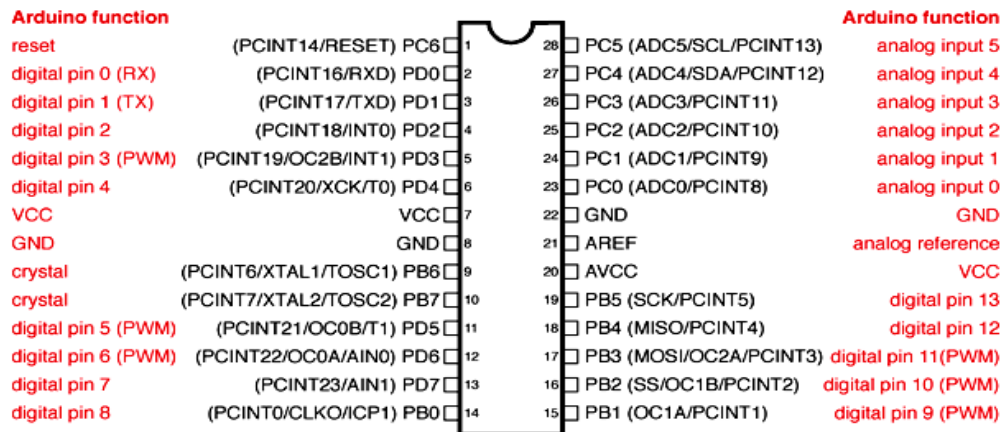 Arduino function Arduino function
reset (PCINT14/RESET) PC6 1 28 PC5 (ADC5/SCL/PCINT13) analog input 5
digital pin 0 (RX) (PCINT16/RXD) PD0 2 27 PC4 (ADC4/SDA/PCINT12) analog input 4
digital pin 1 (TX) (PCINT17/TXD) PD1 3 26 PC3 (ADC3/PCINT11) analog input 3
digital pin 2 (PCINT18/INT0) PD2 4 25 PC2 (ADC2/PCINT10) analog input 2
digital pin 3 (PWM) (PCINT19/OC2B/INT1) PD3 5 24 PC1 (ADC1/PCINT9) analog input 1
digital pin 4 (PCINT20/XCK/T0) PD4 6 23 PC0 (ADC0/PCINT8) analog input 0
VCC VCC 7 22 GND GND
GND GND 8 21 AREF analog reference
crystal (PCINT6/XTAL1/TOSC1) PB6 9 20 AVCC VCC
crystal (PCINT7/XTAL2/TOSC2) PB7 10 19 PB5 (SCK/PCINT5) digital pin 13
digital pin 5 (PWM) (PCINT21/OC0B/T1) PD5 11 18 PB4 (MISO/PCINT4) digital pin 12
digital pin 6 (PWM) (PCINT22/OC0A/AIN0) PD6 12 17 PB3 (MOSI/OC2A/PCINT3) digital pin 11(PWM)
digital pin 7 (PCINT23/AIN1) PD7 13 16 PB2 (SS/OC1B/PCINT2) digital pin 10 (PWM)
digital pin 8 (PCINT0/CLKO/ICP1) PB0 14 15 PB1 (OC1A/PCINT1) digital pin 9 (PWM)